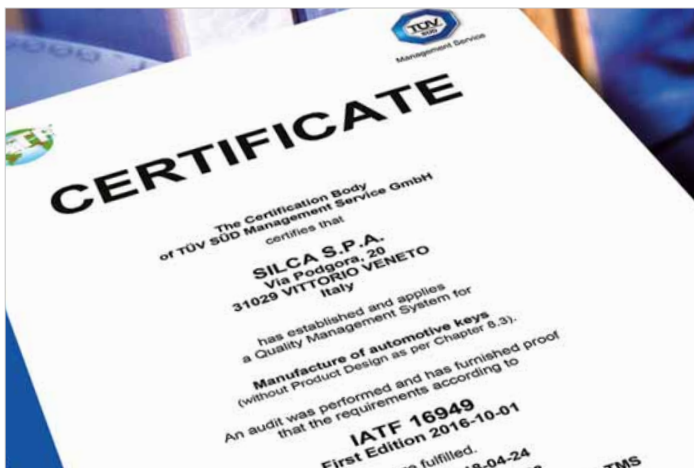 TÜV
SÜD
Management Service
CERTIFICATE
The Certification Body
of TÜV SÜD Management Service GmbH
certifies that
SILCA S.P.A.
Via Podgora, 20
31029 VITTORIO VENETO
Italy
has established and applies
a Quality Management System for
Manufacture of automotive keys
(without Product Design as per Chapter 8.3).
An audit was performed and has furnished proof
that the requirements according to
IATF 16949
First Edition 2016-10-01
fulfilled.
8-04-24
TMS